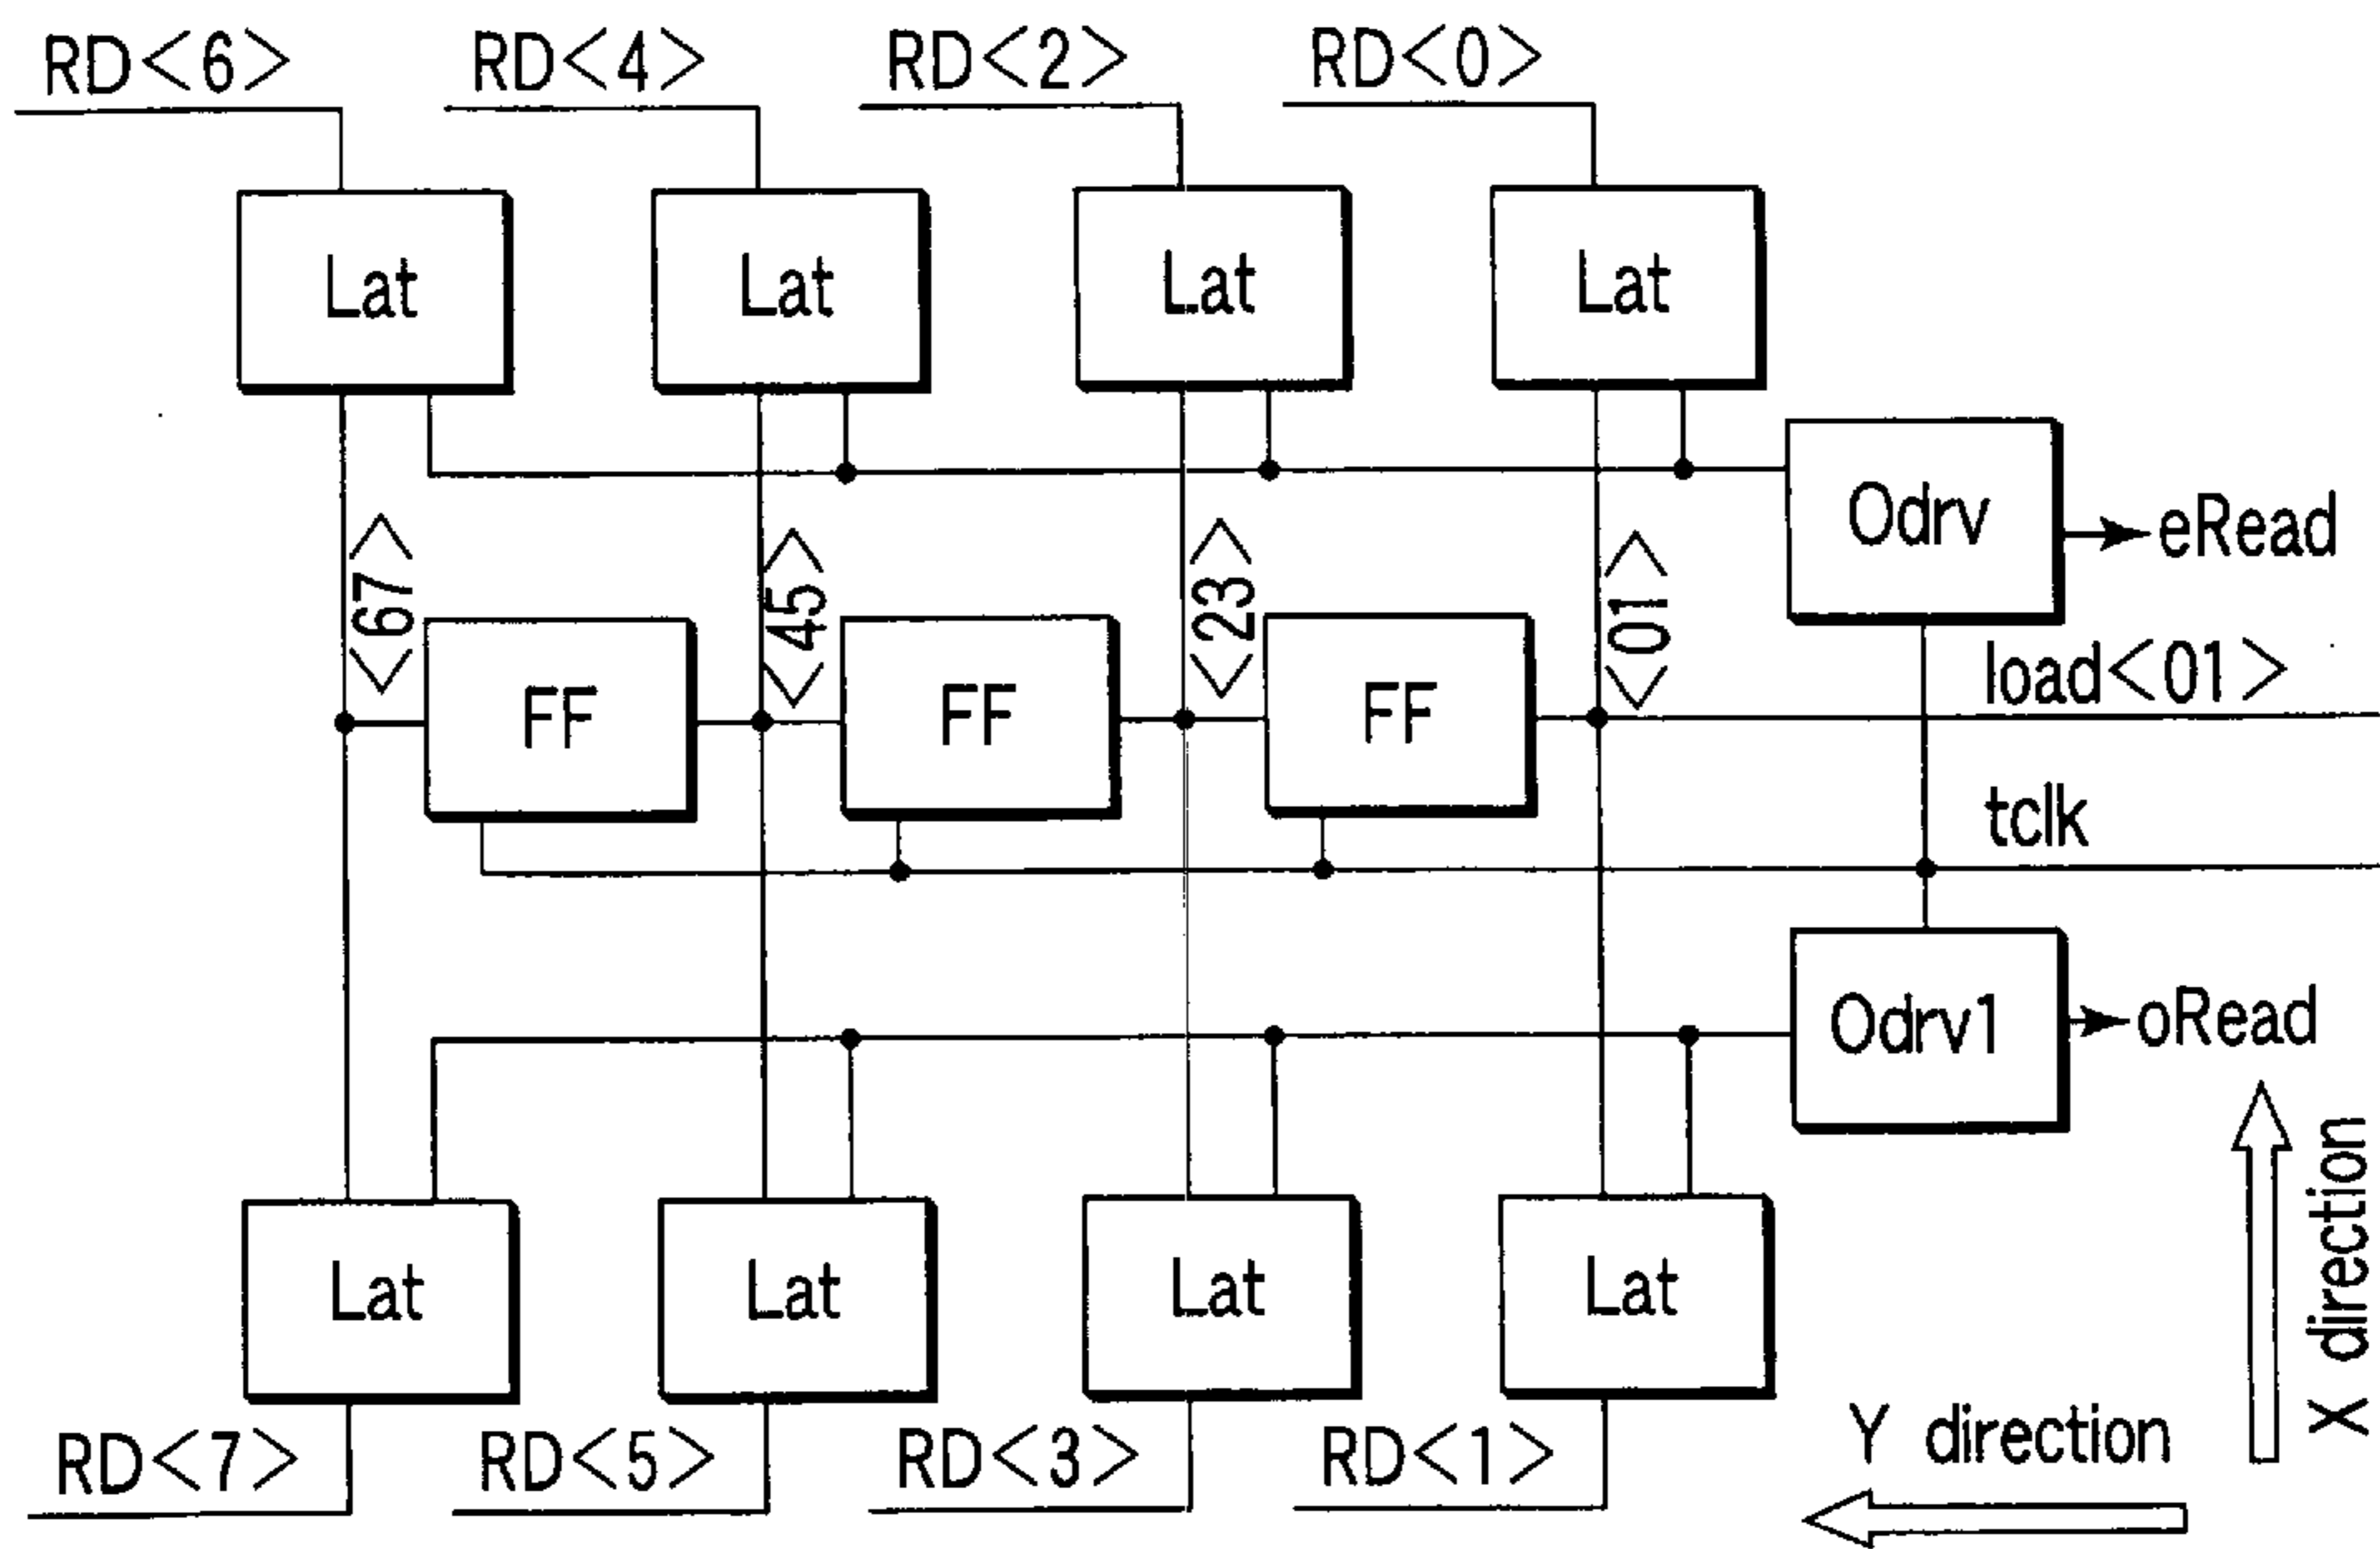 RD<6> RD<4> RD<2> RD<0>
Lat Lat Lat Lat
Odrv eRead
<67> <45> <23> <01>
load<01>
FF FF FF
tclk
Odrv1 oRead
Lat Lat Lat Lat
X direction
RD<7> RD<5> RD<3> RD<1> Y direction